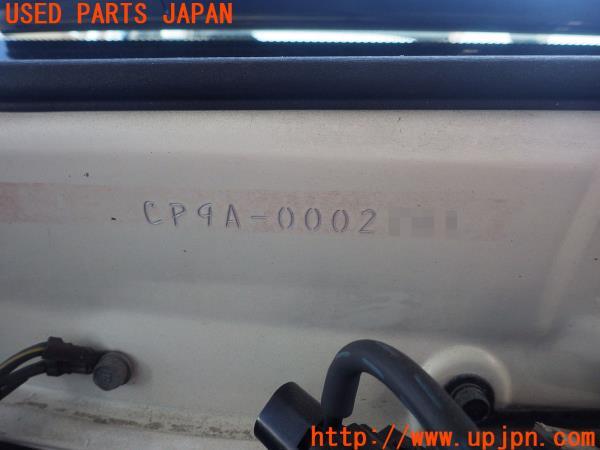 USED PARTS JAPAN
CP9A-0002
http://www.upjpn.com